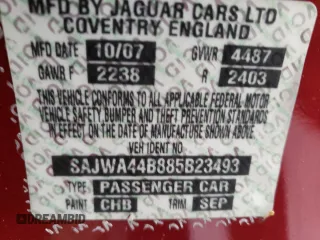 MFD BY JAGUAR CARS LTD
COVENTRY ENGLAND
MFD DATE 10/07 GVWR 4487
GAWR F 2238 R 2403
THIS VEHICLE CONFORMS TO ALL APPLICABLE FEDERAL MOTOR
VEHICLE SAFETY BUMPER AND THEFT PREVENTION STANDARDS
IN EFFECT ON THE DATE OF MANUFACTURE SHOWN ABOVE
VEH IDENT NO
SAJWA44B885B23493
TYPE PASSENGER CAR
PAINT CHB TRIM SEP
DREAMRID